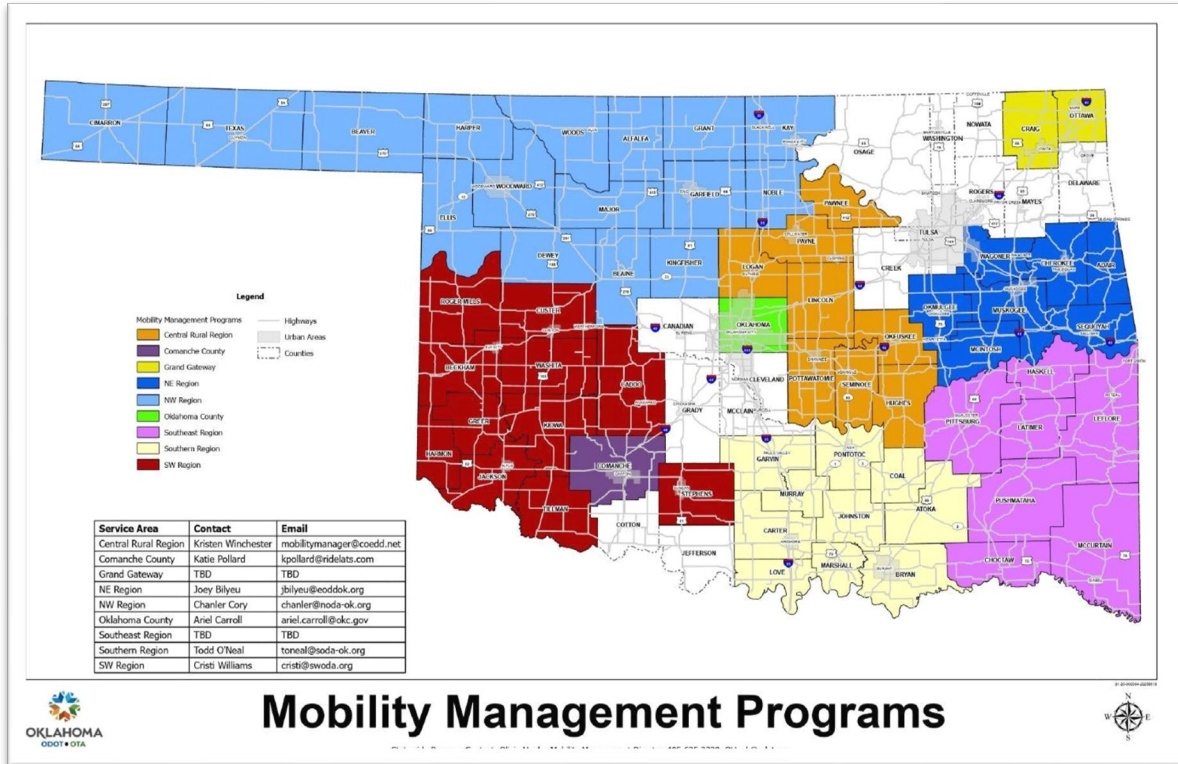 CIMARRON
TEXAS
BEAVER
HARPER
WOODS
ALFALFA
GRANT
KAY
OSAGE
WASHINGTON
NOWATA
CRAIG
OTTAWA
WOODWARD
ELLIS
MAJOR
GARFIELD
NOBLE
PAWNEE
ROGERS
MAYES
DELAWARE
DEWEY
BLAINE
KINGFISHER
LOGAN
PAYNE
TULSA
CREEK
WAGONER
CHEROKEE
ADAIR
ROGER MILLS
CUSTER
CANADIAN
OKLAHOMA
LINCOLN
OKMULGEE
MUSKOGEE
SEQUOYAH
OKFUSKEE
MCINTOSH
BECKHAM
WASHITA
CADDO
GRADY
CLEVELAND
MCCLAIN
POTTAWATOMIE
SEMINOLE
HUGHES
HASKELL
PITTSBURG
LATIMER
LEFLORE
GREER
KIOWA
HARMON
JACKSON
TILLMAN
COMANCHE
STEPHENS
COTTON
JEFFERSON
GARVIN
PONTOTOC
COAL
MURRAY
JOHNSTON
ATOKA
CARTER
LOVE
MARSHALL
BRYAN
PUSHMATAHA
CHOCTAW
MCCURTAIN
Legend
Mobility Management Programs
Central Rural Region
Comanche County
Grand Gateway
NE Region
NW Region
Oklahoma County
Southeast Region
Southern Region
SW Region
Highways
Urban Areas
Counties
Service Area Contact Email
Central Rural Region Kristen Winchester mobilitymanager@coedd.net
Comanche County Katie Pollard kpollard@ridelats.com
Grand Gateway TBD TBD
NE Region Joey Bilyeu jbilyeu@eoddok.org
NW Region Chanler Cory chanler@noda-ok.org
Oklahoma County Ariel Carroll ariel.carroll@okc.gov
Southeast Region TBD TBD
Southern Region Todd O'Neal toneal@soda-ok.org
SW Region Cristi Williams cristi@swoda.org
OKLAHOMA
ODOT • OTA
Mobility Management Programs
N
W E
S